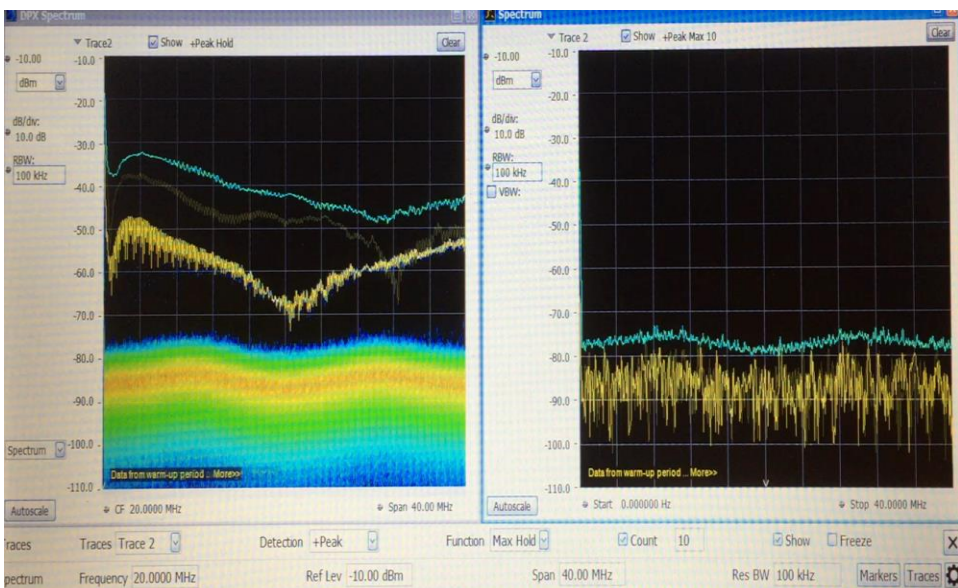 DPX Spectrum
Trace2 Show +Peak Hold Clear
-10.00
dBm
dB/div:
10.0 dB
RBW:
100 kHz
-10.0
-20.0
-30.0
-40.0
-50.0
-60.0
-70.0
-80.0
-90.0
-100.0
-110.0
Spectrum
Data from warm-up period... More>>
Autoscale
CF 20.0000 MHz
Span 40.00 MHz
Spectrum
Trace 2 Show +Peak Max 10 Clear
-10.00
dBm
dB/div:
10.0 dB
RBW:
100 kHz
VBW:
-10.0
-20.0
-30.0
-40.0
-50.0
-60.0
-70.0
-80.0
-90.0
-100.0
-110.0
Data from warm-up period... More>>
Autoscale
Start 0.000000 Hz
Stop 40.0000 MHz
races Traces Trace 2 Detection +Peak Function Max Hold Count 10 Show Freeze X
pectrum Frequency 20.0000 MHz Ref Lev -10.00 dBm Span 40.00 MHz Res BW 100 kHz Markers Traces